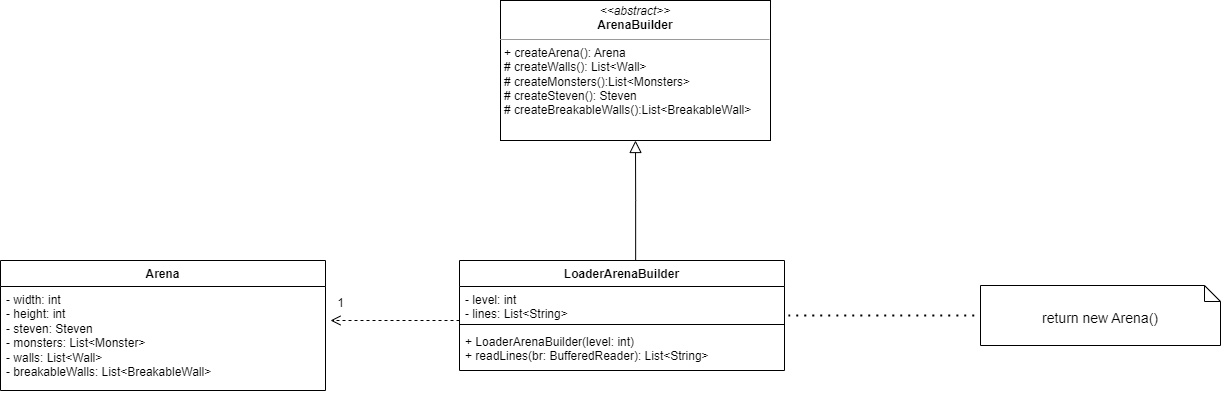 <<abstract>>
ArenaBuilder
+ createArena(): Arena
# createWalls(): List<Wall>
# createMonsters():List<Monsters>
# createSteven(): Steven
# createBreakableWalls():List<BreakableWall>
Arena
- width: int
- height: int
- steven: Steven
- monsters: List<Monster>
- walls: List<Wall>
- breakableWalls: List<BreakableWall>
1
LoaderArenaBuilder
- level: int
- lines: List<String>
+ LoaderArenaBuilder(level: int)
+ readLines(br: BufferedReader): List<String>
return new Arena()